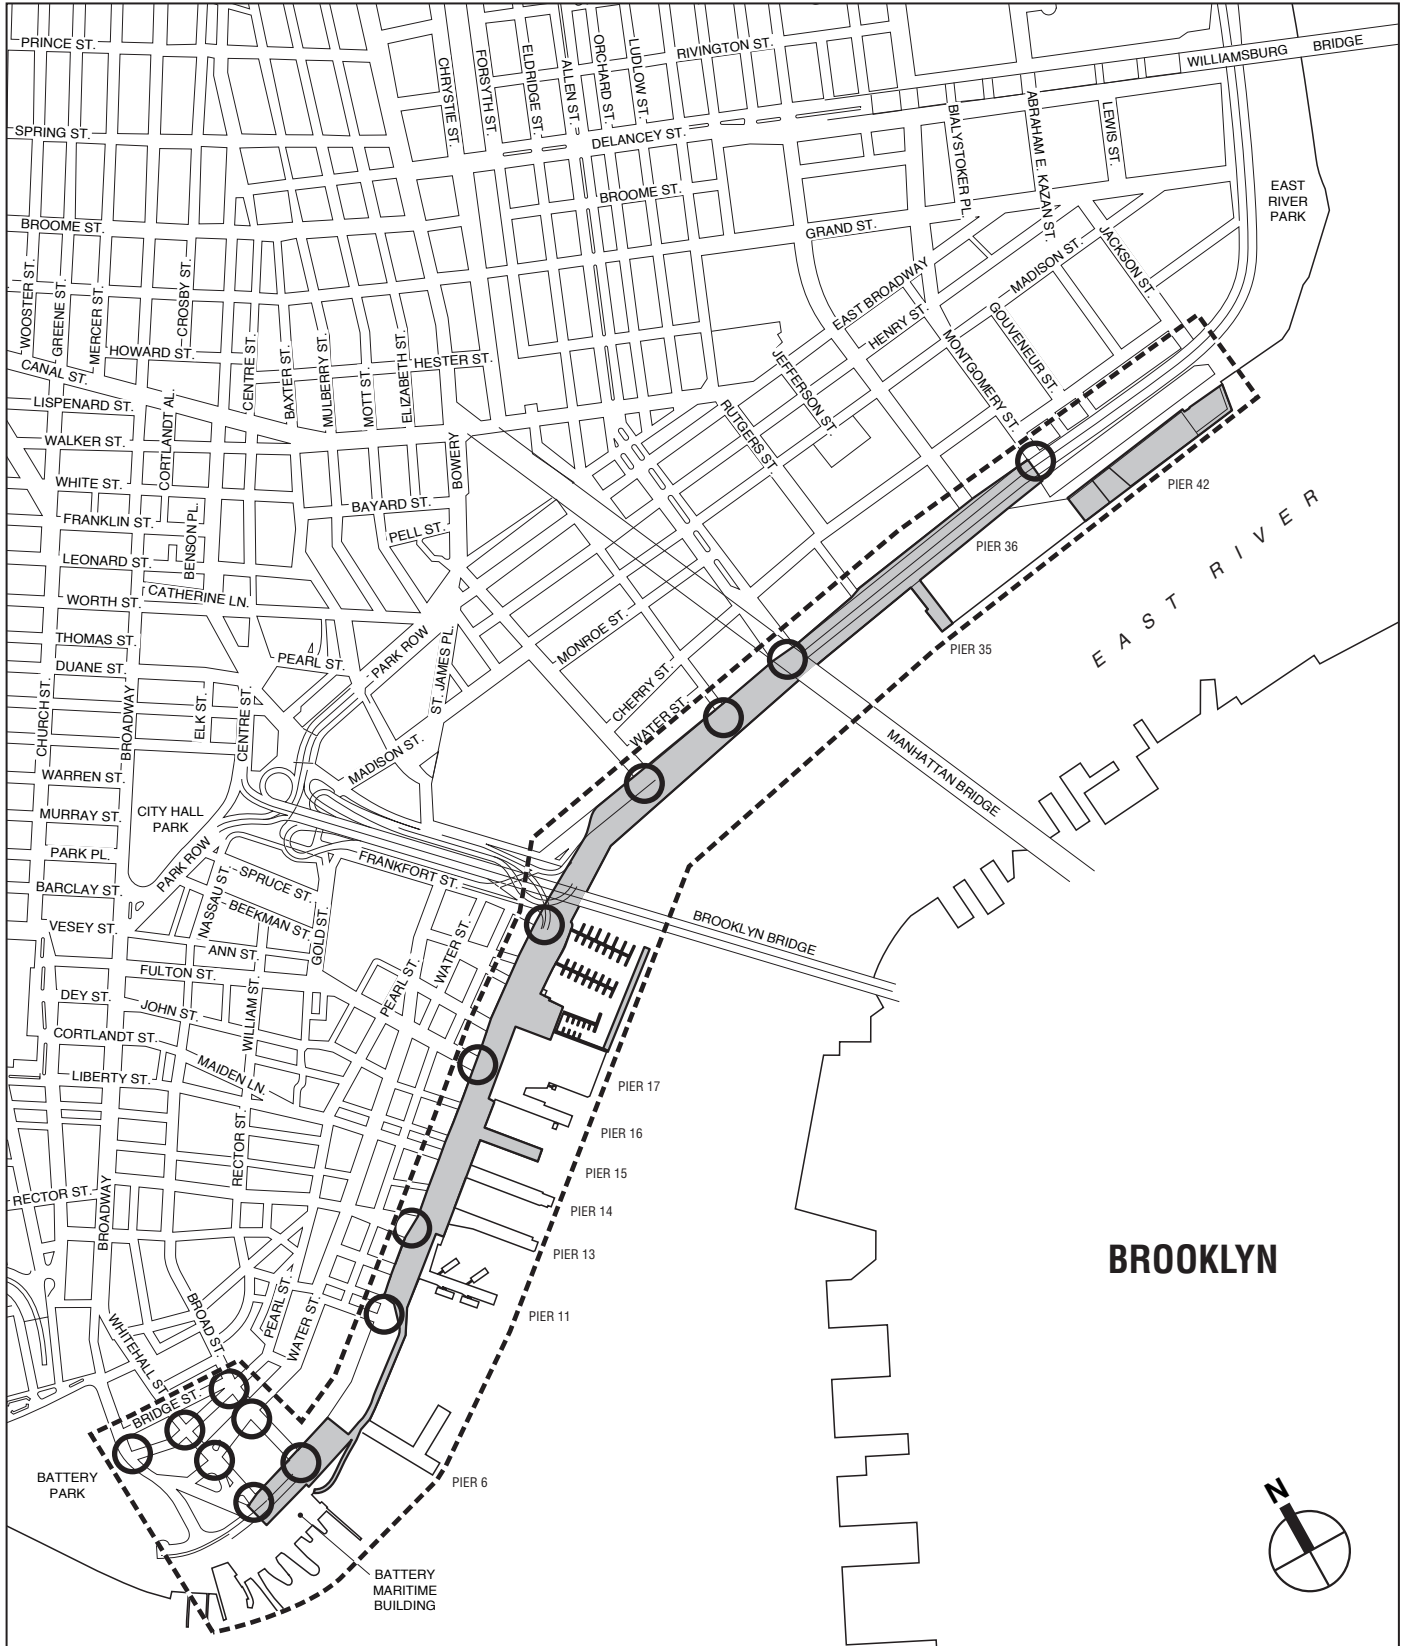 PRINCE ST.
RIVINGTON ST.
WILLIAMSBURG BRIDGE
CHRYSTIE ST.
FORSYTH ST.
ELDRIDGE ST.
ALLEN ST.
ORCHARD ST.
LUDLOW ST.
SPRING ST.
DELANCEY ST.
BIALYSTOKER PL.
ABRAHAM E. KAZAN ST.
LEWIS ST.
EAST
RIVER
PARK
BROOME ST.
BROOME ST.
GRAND ST.
JACKSON ST.
MADISON ST.
EAST BROADWAY
HENRY ST.
GOUVENEUR ST.
MONTGOMERY ST.
WOOSTER ST.
GREENE ST.
MERCER ST.
CROSBY ST.
HOWARD ST.
CENTRE ST.
BAXTER ST.
MULBERRY ST.
MOTT ST.
ELIZABETH ST.
HESTER ST.
JEFFERSON ST.
RUTGERS ST.
CANAL ST.
LISPENARD ST.
CORTLANDT AL.
WALKER ST.
BOWERY
WHITE ST.
BAYARD ST.
FRANKLIN ST.
BENSON PL.
PELL ST.
PIER 42
LEONARD ST.
CATHERINE LN.
PIER 36
EAST RIVER
WORTH ST.
THOMAS ST.
PEARL ST.
PARK ROW
ST. JAMES PL.
MONROE ST.
PIER 35
DUANE ST.
CHURCH ST.
BROADWAY
ELK ST.
CENTRE ST.
CHERRY ST.
WATER ST.
MADISON ST.
MANHATTAN BRIDGE
WARREN ST.
MURRAY ST.
CITY HALL
PARK
PARK PL.
PARK ROW
FRANKFORT ST.
BARCLAY ST.
NASSAU ST.
SPRUCE ST.
BEEKMAN ST.
GOLD ST.
BROOKLYN BRIDGE
VESEY ST.
ANN ST.
WATER ST.
FULTON ST.
PEARL ST.
DEY ST.
JOHN ST.
WILLIAM ST.
CORTLANDT ST.
MAIDEN LN.
LIBERTY ST.
PIER 17
PIER 16
RECTOR ST.
PIER 15
RECTOR ST.
BROADWAY
PIER 14
PIER 13
BROOKLYN
PIER 11
BROAD ST.
PEARL ST.
WATER ST.
WHITEHALL ST.
BRIDGE ST.
BATTERY
PARK
PIER 6
N
BATTERY
MARITIME
BUILDING